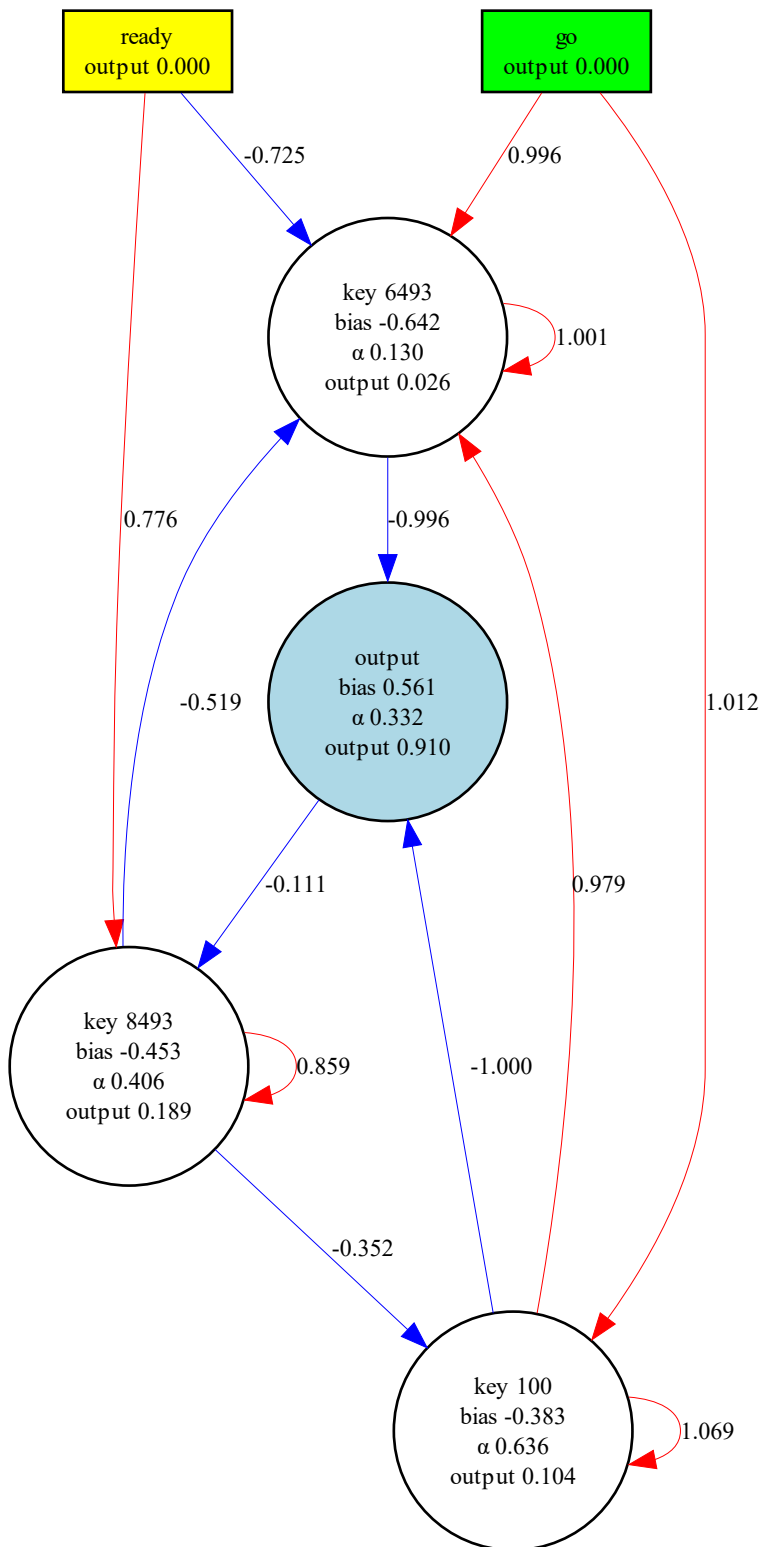 ready
output 0.000
go
output 0.000
-0.725
0.996
key 6493
bias -0.642
α 0.130
output 0.026
1.001
0.776
-0.996
-0.519
output
bias 0.561
α 0.332
output 0.910
1.012
-0.111
0.979
key 8493
bias -0.453
α 0.406
output 0.189
0.859
-1.000
-0.352
key 100
bias -0.383
α 0.636
output 0.104
1.069